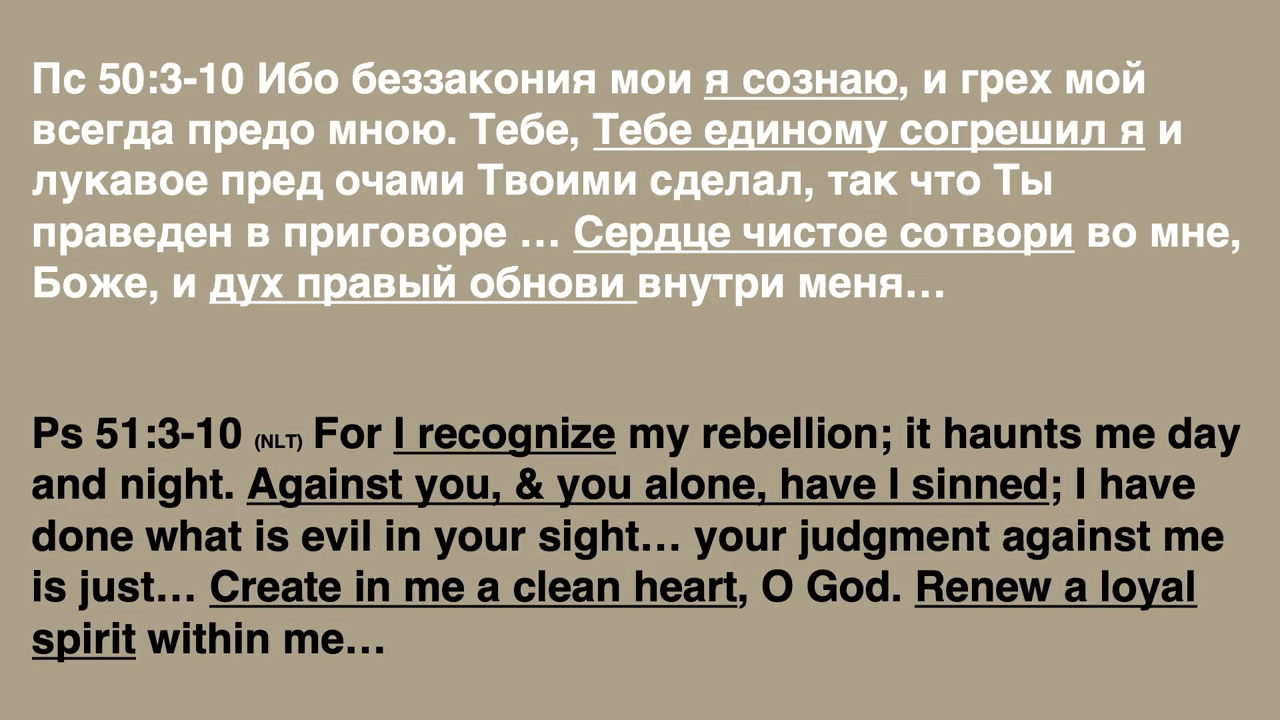 Пс 50:3-10 Ибо беззакония мои я сознаю, и грех мой
всегда предо мною. Тебе, Тебе единому согрешил я и
лукавое пред очами Твоими сделал, так что Ты
праведен в приговоре ... Сердце чистое сотвори во мне,
Боже, и дух правый обнови внутри меня...
Ps 51:3-10 (NLT) For I recognize my rebellion; it haunts me day
and night. Against you, & you alone, have I sinned; I have
done what is evil in your sight... your judgment against me
is just... Create in me a clean heart, O God. Renew a loyal
spirit within me...